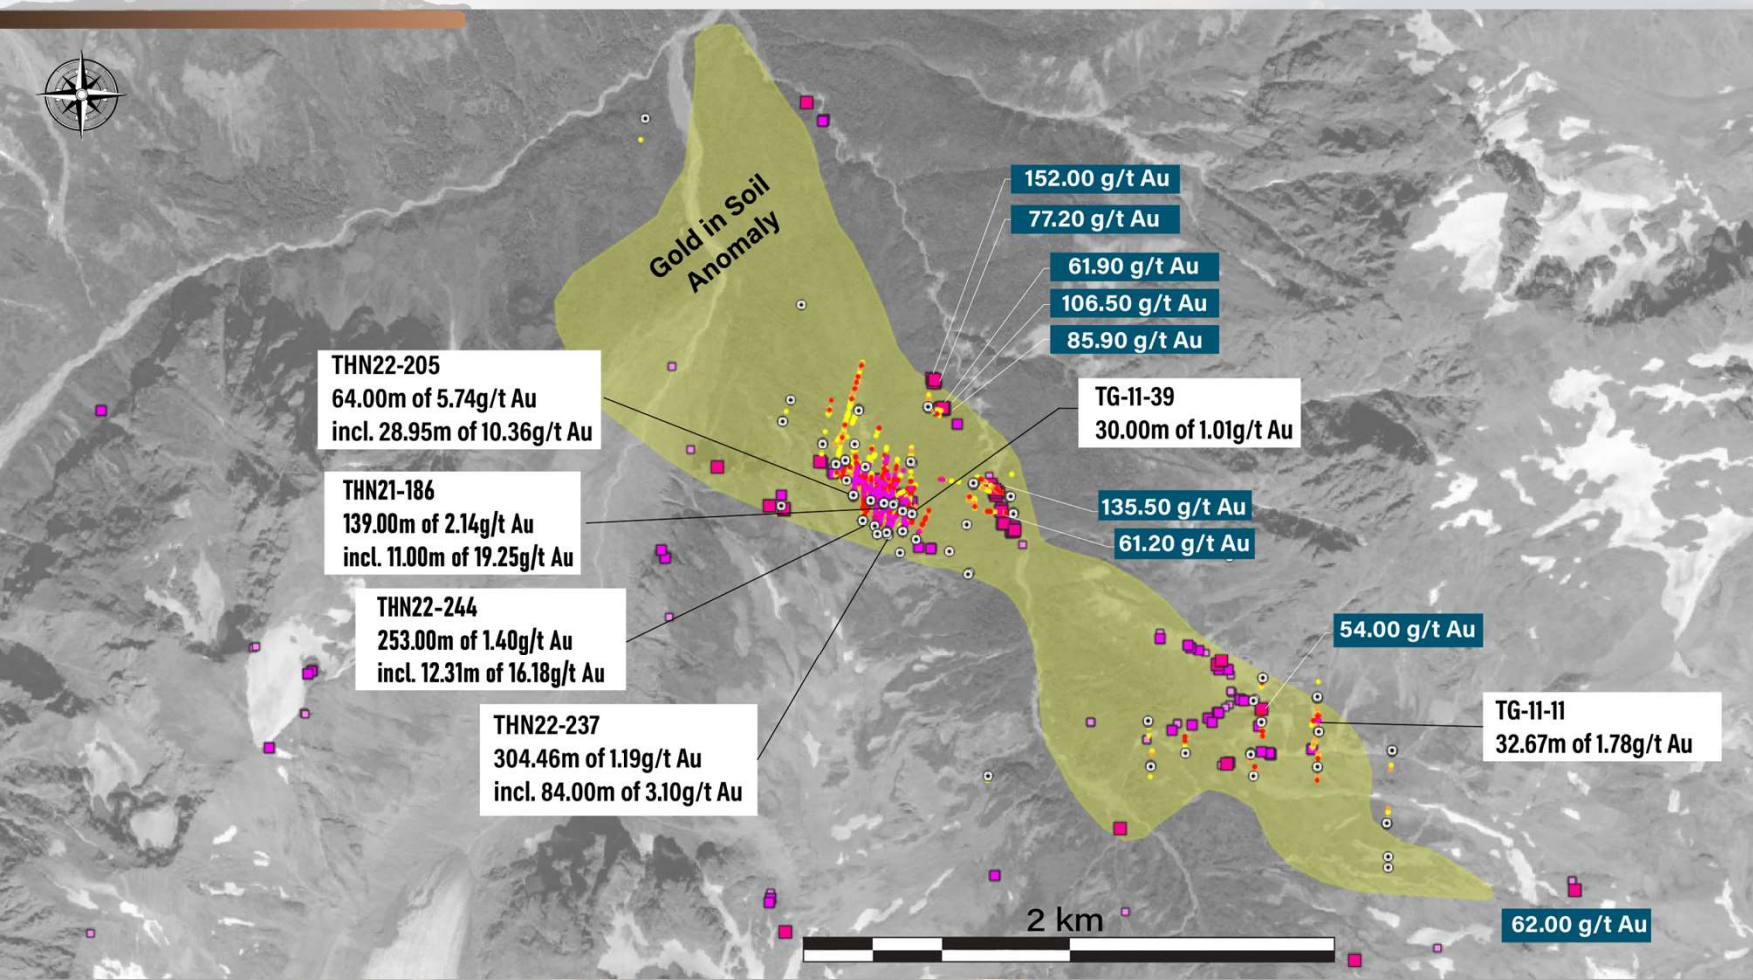 Gold in Soil
Anomaly
152.00 g/t Au
77.20 g/t Au
61.90 g/t Au
106.50 g/t Au
85.90 g/t Au
THN22-205
64.00m of 5.74g/t Au
incl. 28.95m of 10.36g/t Au
TG-11-39
30.00m of 1.01g/t Au
THN21-186
139.00m of 2.14g/t Au
incl. 11.00m of 19.25g/t Au
135.50 g/t Au
61.20 g/t Au
THN22-244
253.00m of 1.40g/t Au
incl. 12.31m of 16.18g/t Au
54.00 g/t Au
THN22-237
304.46m of 1.19g/t Au
incl. 84.00m of 3.10g/t Au
TG-11-11
32.67m of 1.78g/t Au
62.00 g/t Au
2 km